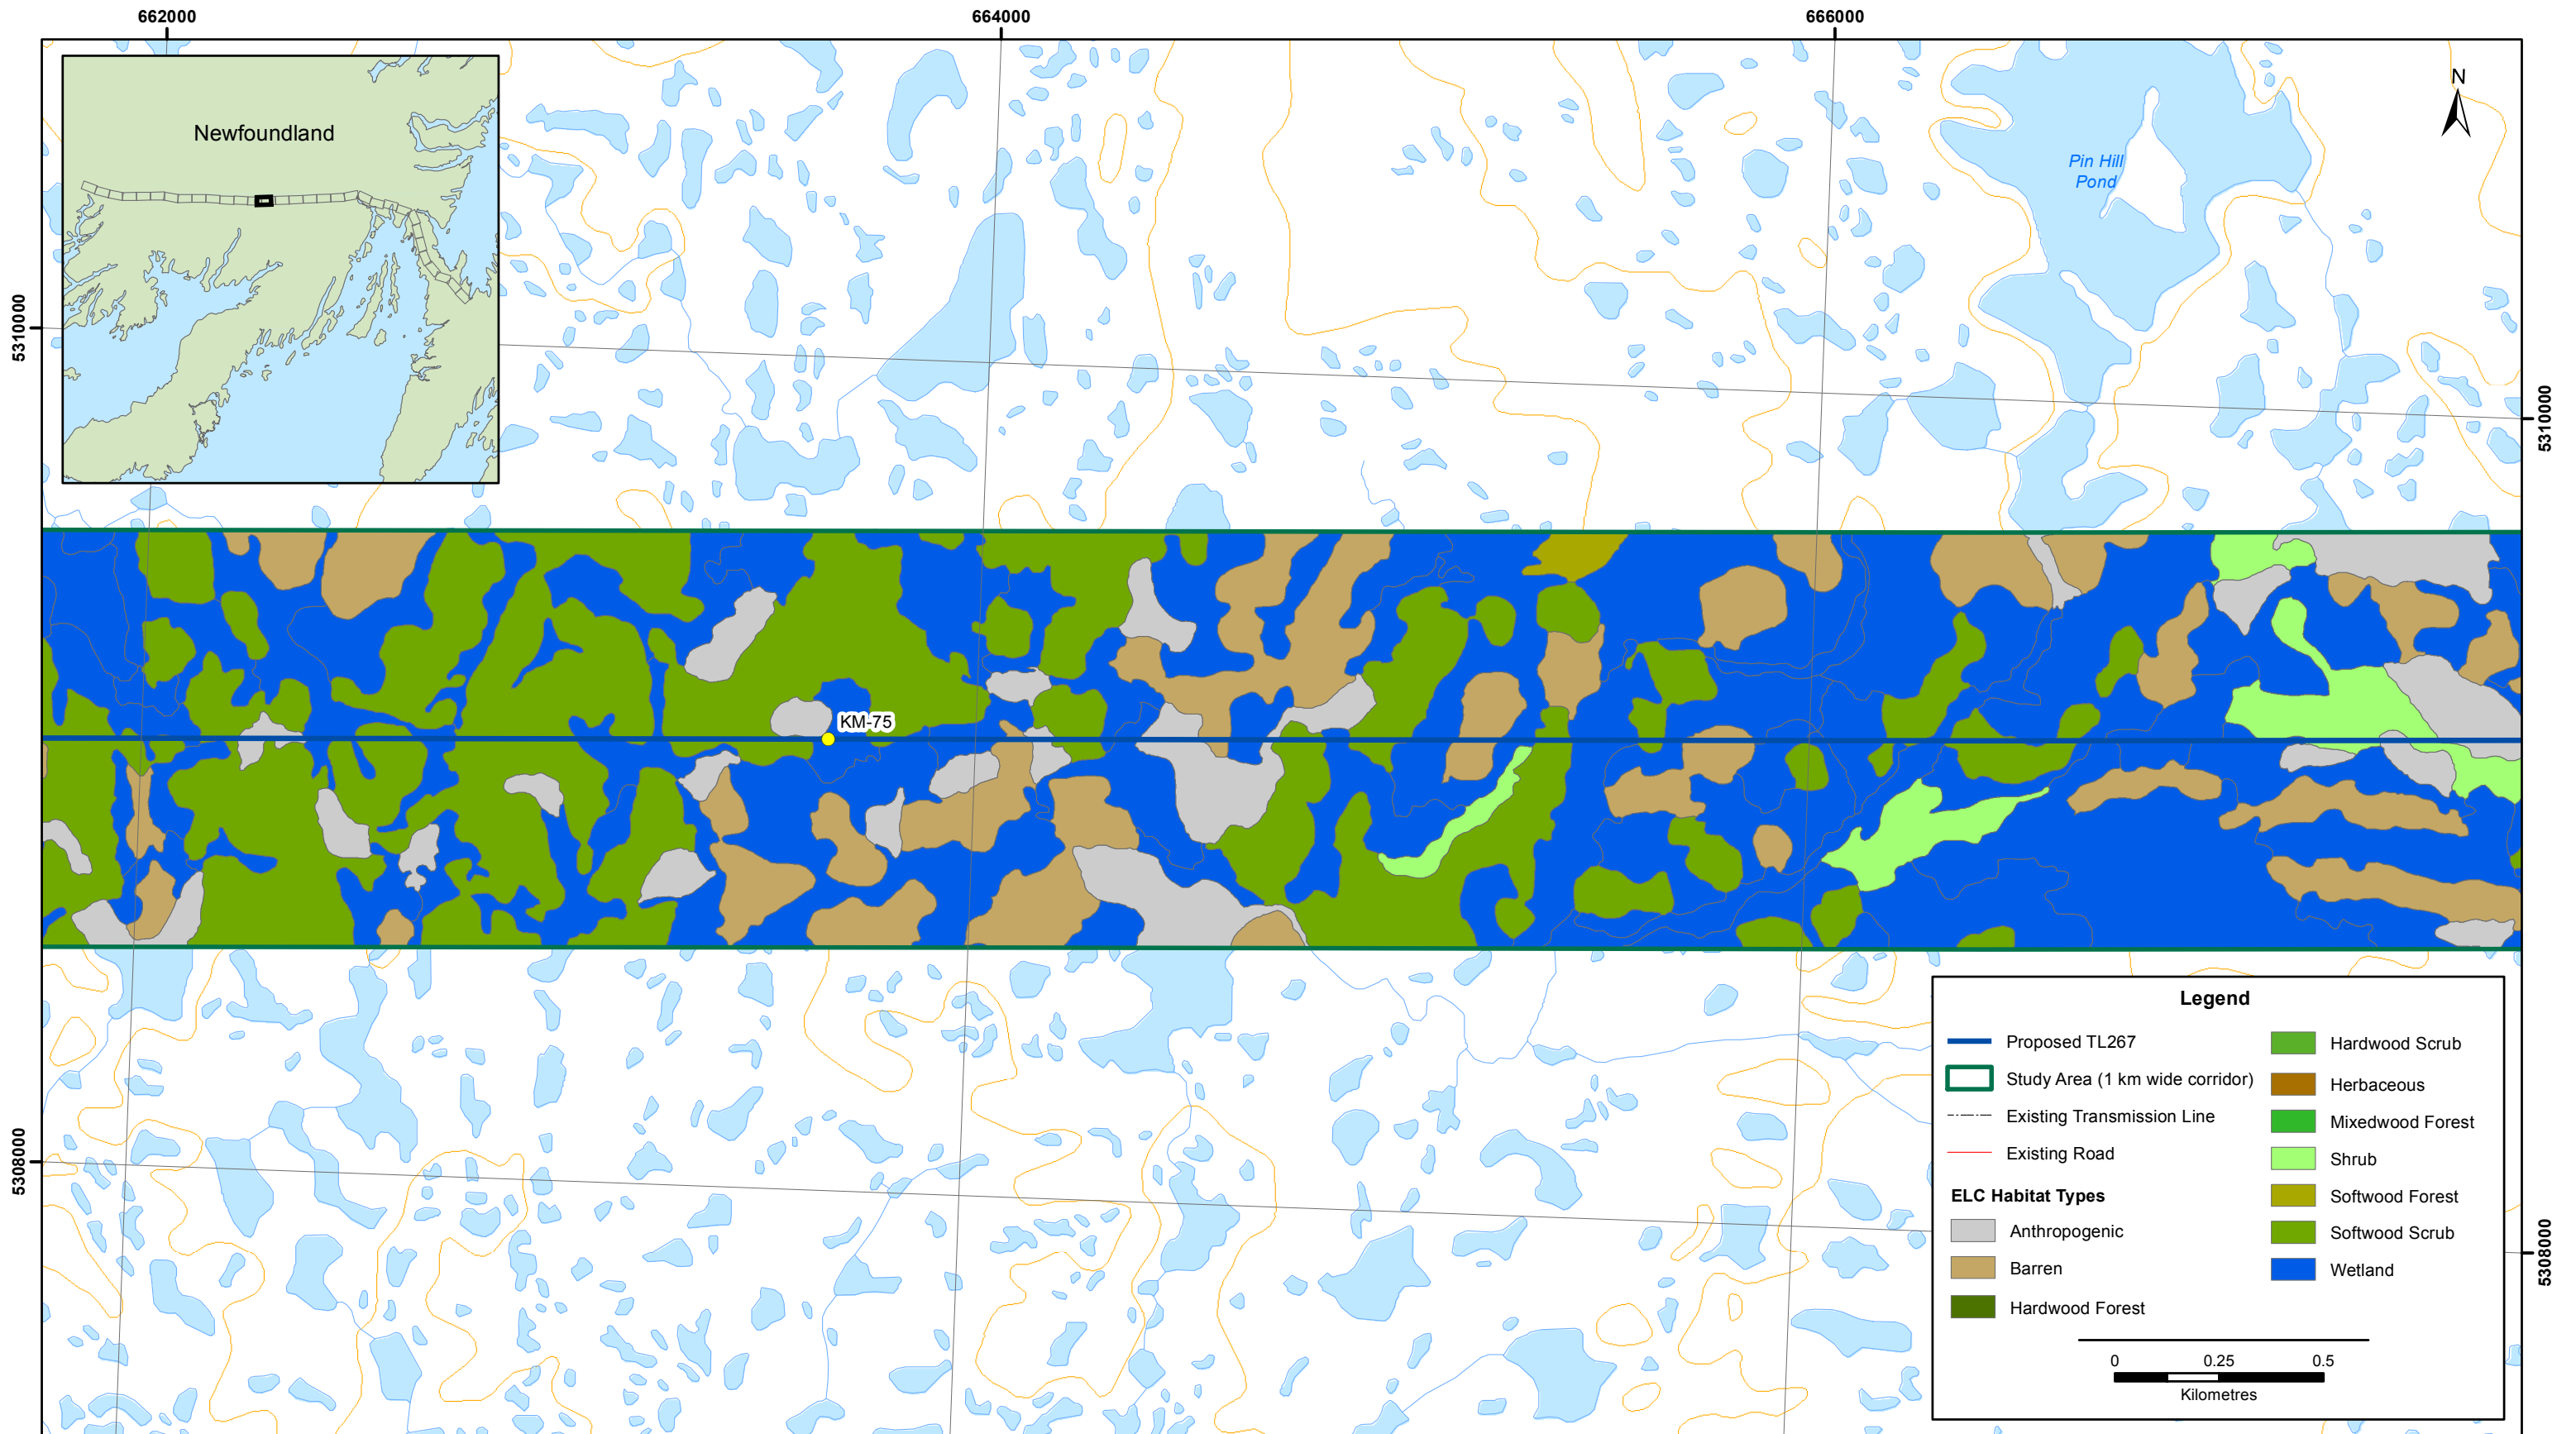 662000
664000
666000
N
Newfoundland
Pin Hill
Pond
5310000
5310000
KM-75
Legend
Proposed TL267
Study Area (1 km wide corridor)
Existing Transmission Line
Existing Road
ELC Habitat Types
Anthropogenic
Barren
Hardwood Forest
Hardwood Scrub
Herbaceous
Mixedwood Forest
Shrub
Softwood Forest
Softwood Scrub
Wetland
0 0.25 0.5
Kilometres
5308000
5308000